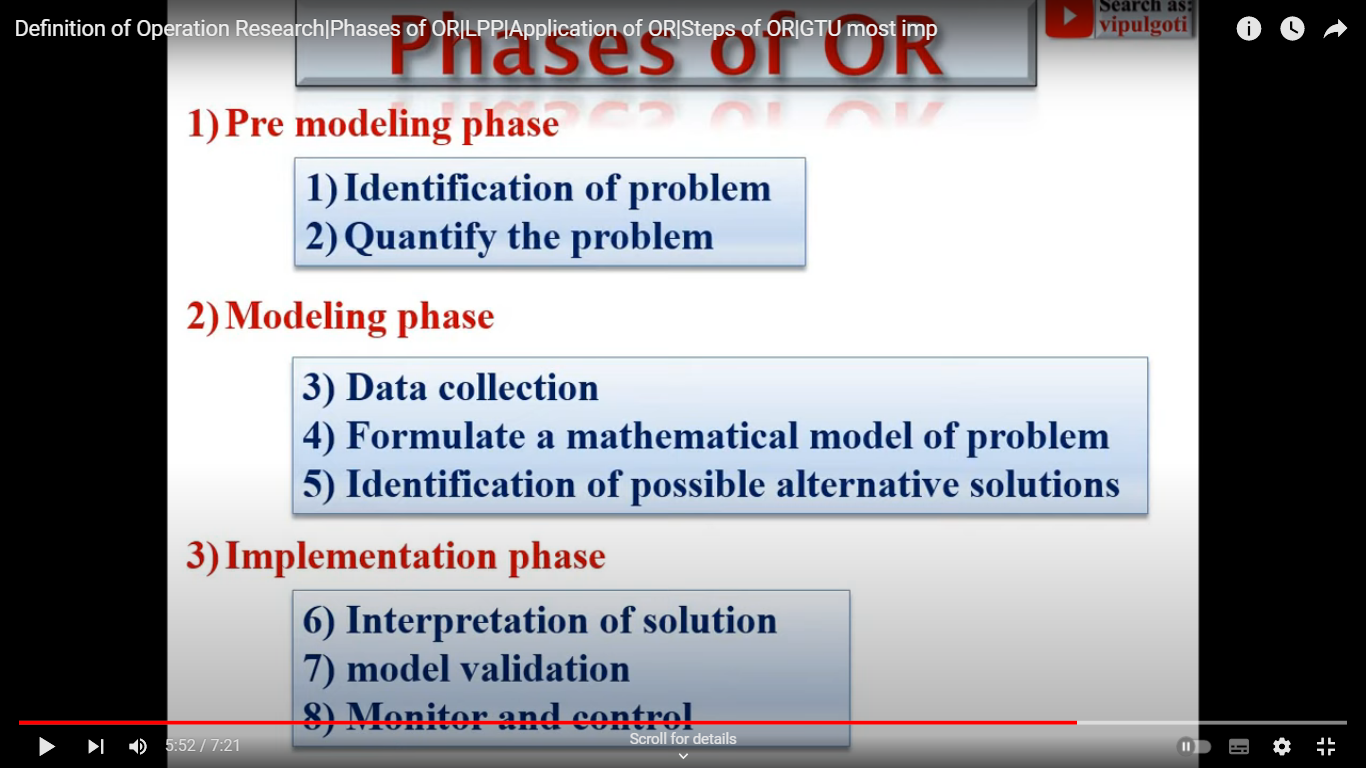 Definition of Operation Research|Phases of OR|LPP|Application of OR|Steps of OR|GTU most imp
Search as:
vipulgoti
Phases of OR
1) Pre modeling phase
1) Identification of problem
2) Quantify the problem
2) Modeling phase
3) Data collection
4) Formulate a mathematical model of problem
5) Identification of possible alternative solutions
3) Implementation phase
6) Interpretation of solution
7) model validation
8) Monitor and control
5:52 / 7:21
Scroll for details